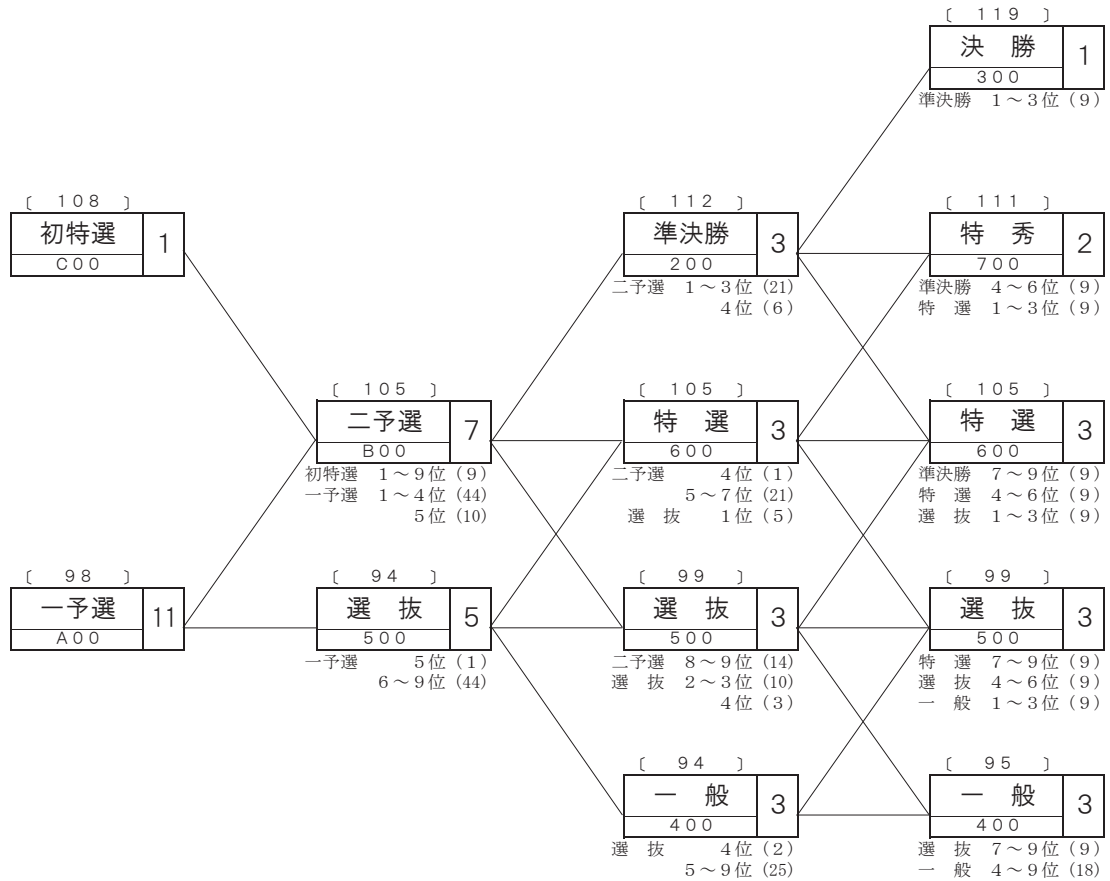 〔　１１９　〕
決　勝　1
３００
準決勝　１～３位（９）
〔　１０８　〕
初特選　1
Ｃ００
〔　１１２　〕
準決勝　3
２００
二予選　１～３位（21）
４位（６）
〔　１１１　〕
特　秀　2
７００
準決勝　４～６位（９）
特　選　１～３位（９）
〔　１０５　〕
二予選　7
Ｂ００
初特選　１～９位（９）
一予選　１～４位（44）
５位（10）
〔　１０５　〕
特　選　3
６００
二予選　４位（１）
５～７位（21）
選　抜　１位（５）
〔　１０５　〕
特　選　3
６００
準決勝　７～９位（９）
特　選　４～６位（９）
選　抜　１～３位（９）
〔　９８　〕
一予選　11
Ａ００
〔　９４　〕
選　抜　5
５００
一予選　５位（１）
６～９位（44）
〔　９９　〕
選　抜　3
５００
二予選　８～９位（14）
選　抜　２～３位（10）
４位（３）
〔　９９　〕
選　抜　3
５００
特　選　７～９位（９）
選　抜　４～６位（９）
一　般　１～３位（９）
〔　９４　〕
一　般　3
４００
選　抜　４位（２）
５～９位（25）
〔　９５　〕
一　般　3
４００
選　抜　７～９位（９）
一　般　４～９位（18）